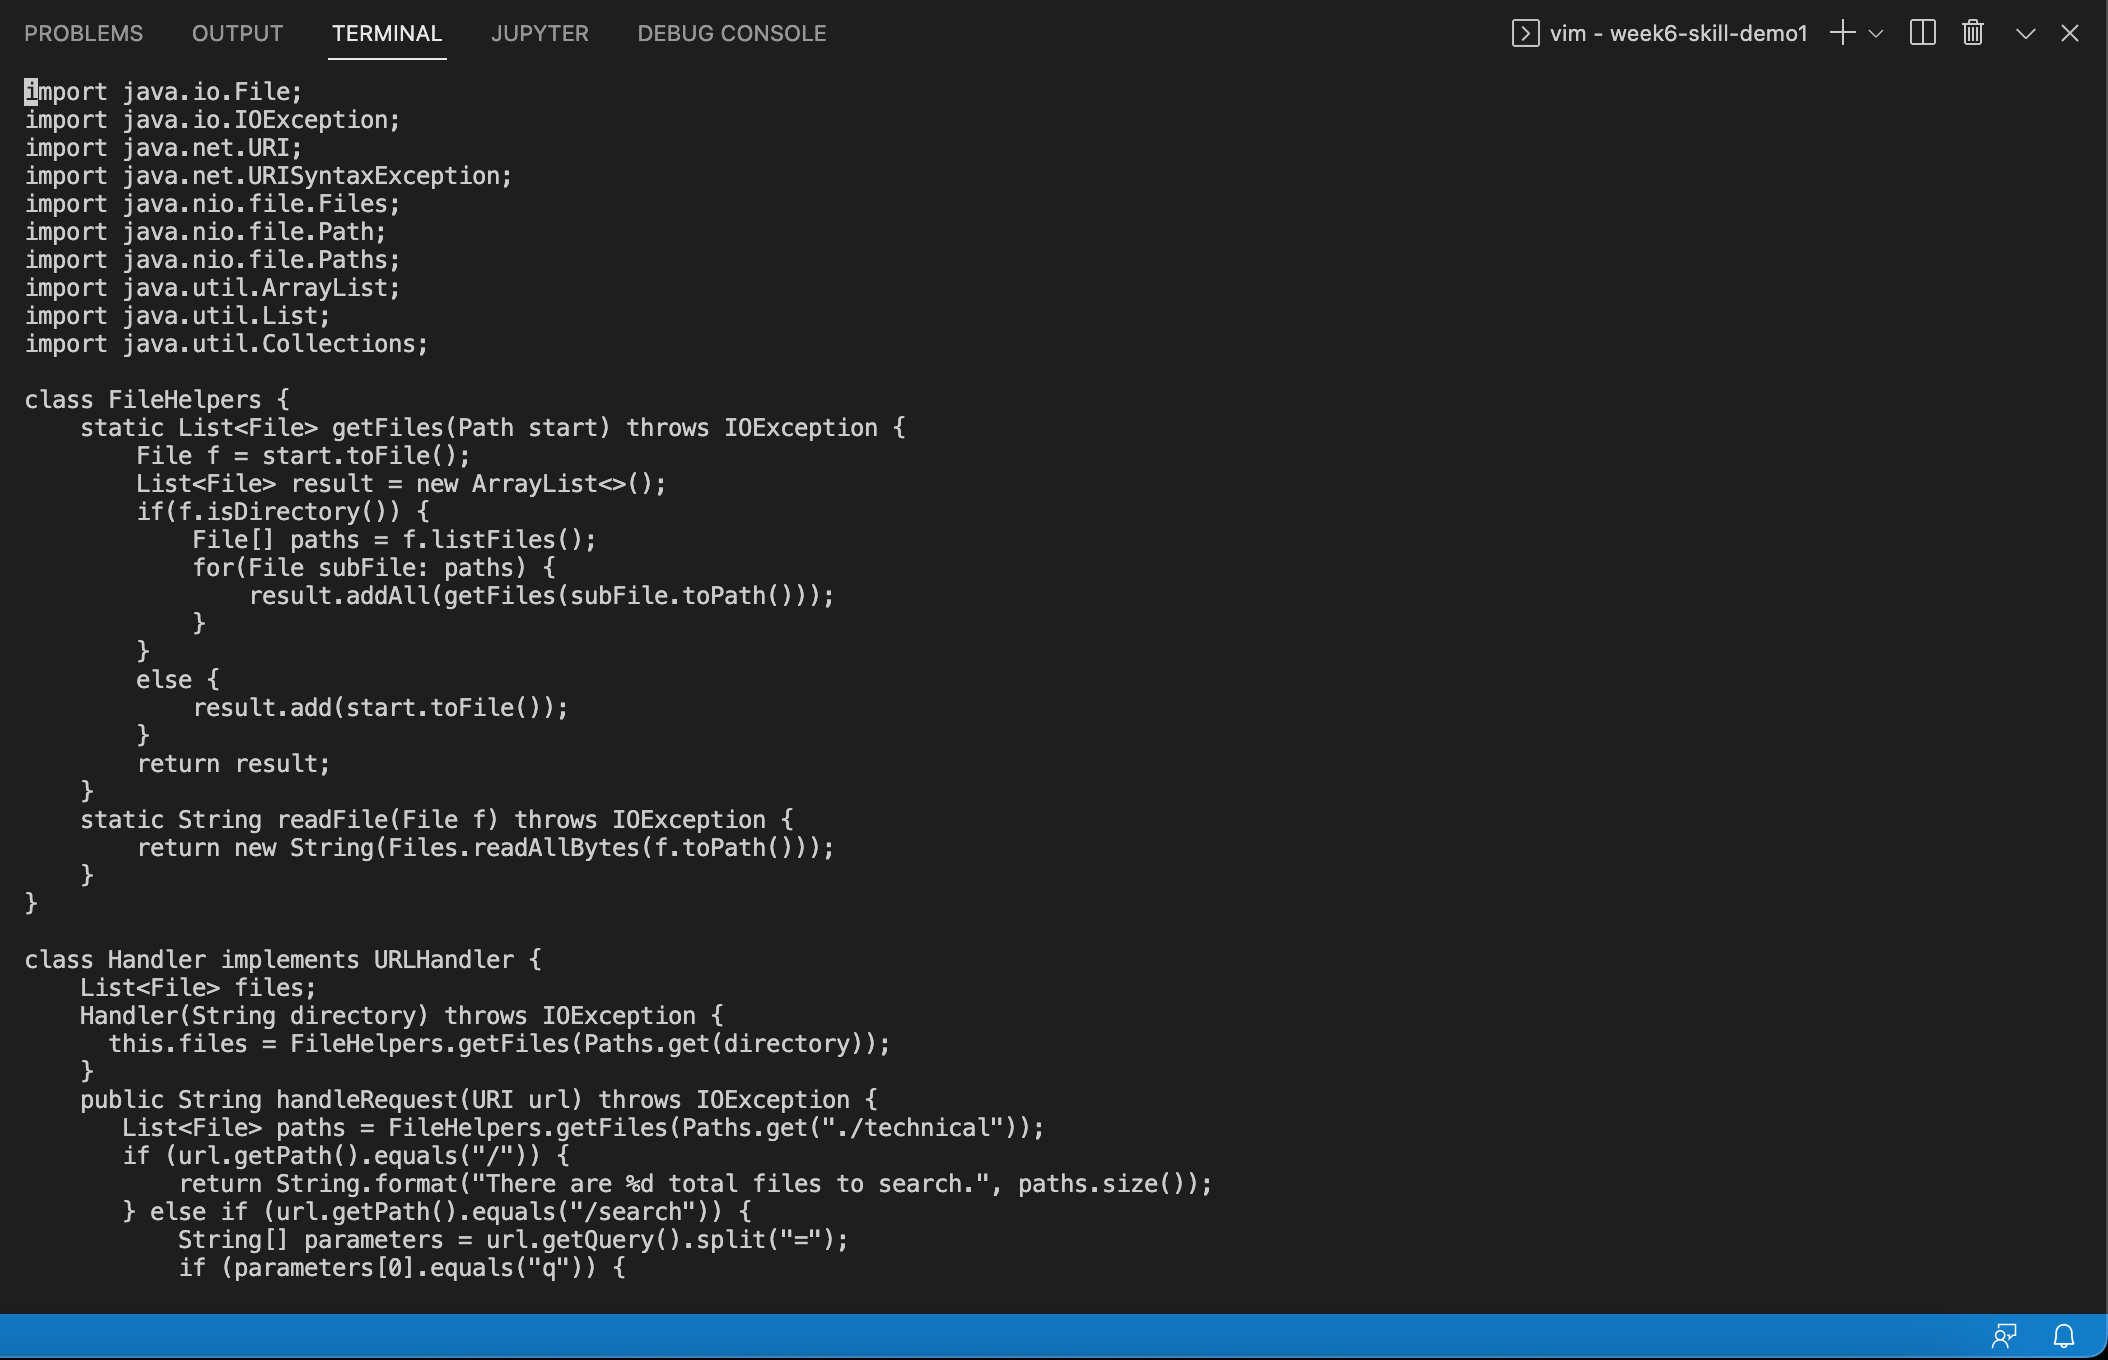 PROBLEMS OUTPUT TERMINAL JUPYTER DEBUG CONSOLE vim - week6-skill-demo1
import java.io.File;
import java.io.IOException;
import java.net.URI;
import java.net.URISyntaxException;
import java.nio.file.Files;
import java.nio.file.Path;
import java.nio.file.Paths;
import java.util.ArrayList;
import java.util.List;
import java.util.Collections;

class FileHelpers {
    static List<File> getFiles(Path start) throws IOException {
        File f = start.toFile();
        List<File> result = new ArrayList<>();
        if(f.isDirectory()) {
            File[] paths = f.listFiles();
            for(File subFile: paths) {
                result.addAll(getFiles(subFile.toPath()));
            }
        }
        else {
            result.add(start.toFile());
        }
        return result;
    }
    static String readFile(File f) throws IOException {
        return new String(Files.readAllBytes(f.toPath()));
    }
}

class Handler implements URLHandler {
    List<File> files;
    Handler(String directory) throws IOException {
      this.files = FileHelpers.getFiles(Paths.get(directory));
    }
    public String handleRequest(URI url) throws IOException {
       List<File> paths = FileHelpers.getFiles(Paths.get("./technical"));
       if (url.getPath().equals("/")) {
           return String.format("There are %d total files to search.", paths.size());
       } else if (url.getPath().equals("/search")) {
           String[] parameters = url.getQuery().split("=");
           if (parameters[0].equals("q")) {